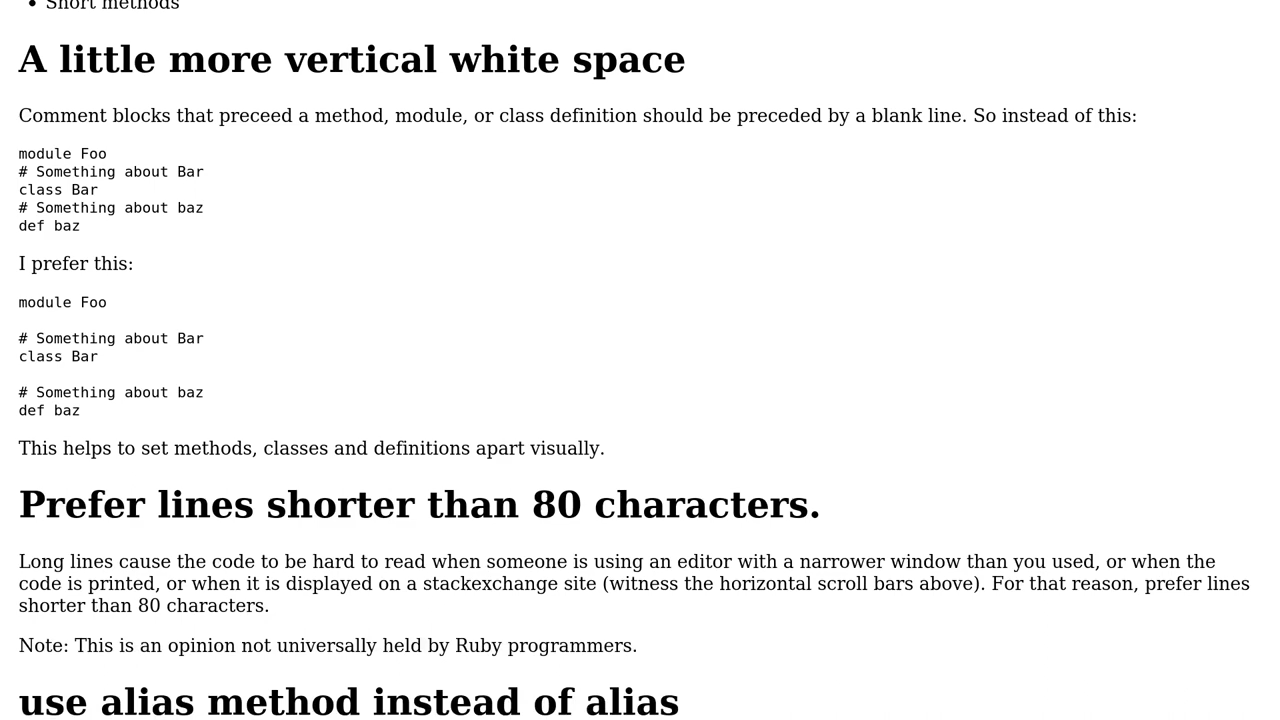 Short methods
A little more vertical white space
Comment blocks that preceed a method, module, or class definition should be preceded by a blank line. So instead of this:
module Foo
# Something about Bar
class Bar
# Something about baz
def baz
I prefer this:
module Foo
# Something about Bar
class Bar
# Something about baz
def baz
This helps to set methods, classes and definitions apart visually.
Prefer lines shorter than 80 characters.
Long lines cause the code to be hard to read when someone is using an editor with a narrower window than you used, or when the
code is printed, or when it is displayed on a stackexchange site (witness the horizontal scroll bars above). For that reason, prefer lines
shorter than 80 characters.
Note: This is an opinion not universally held by Ruby programmers.
use alias method instead of alias